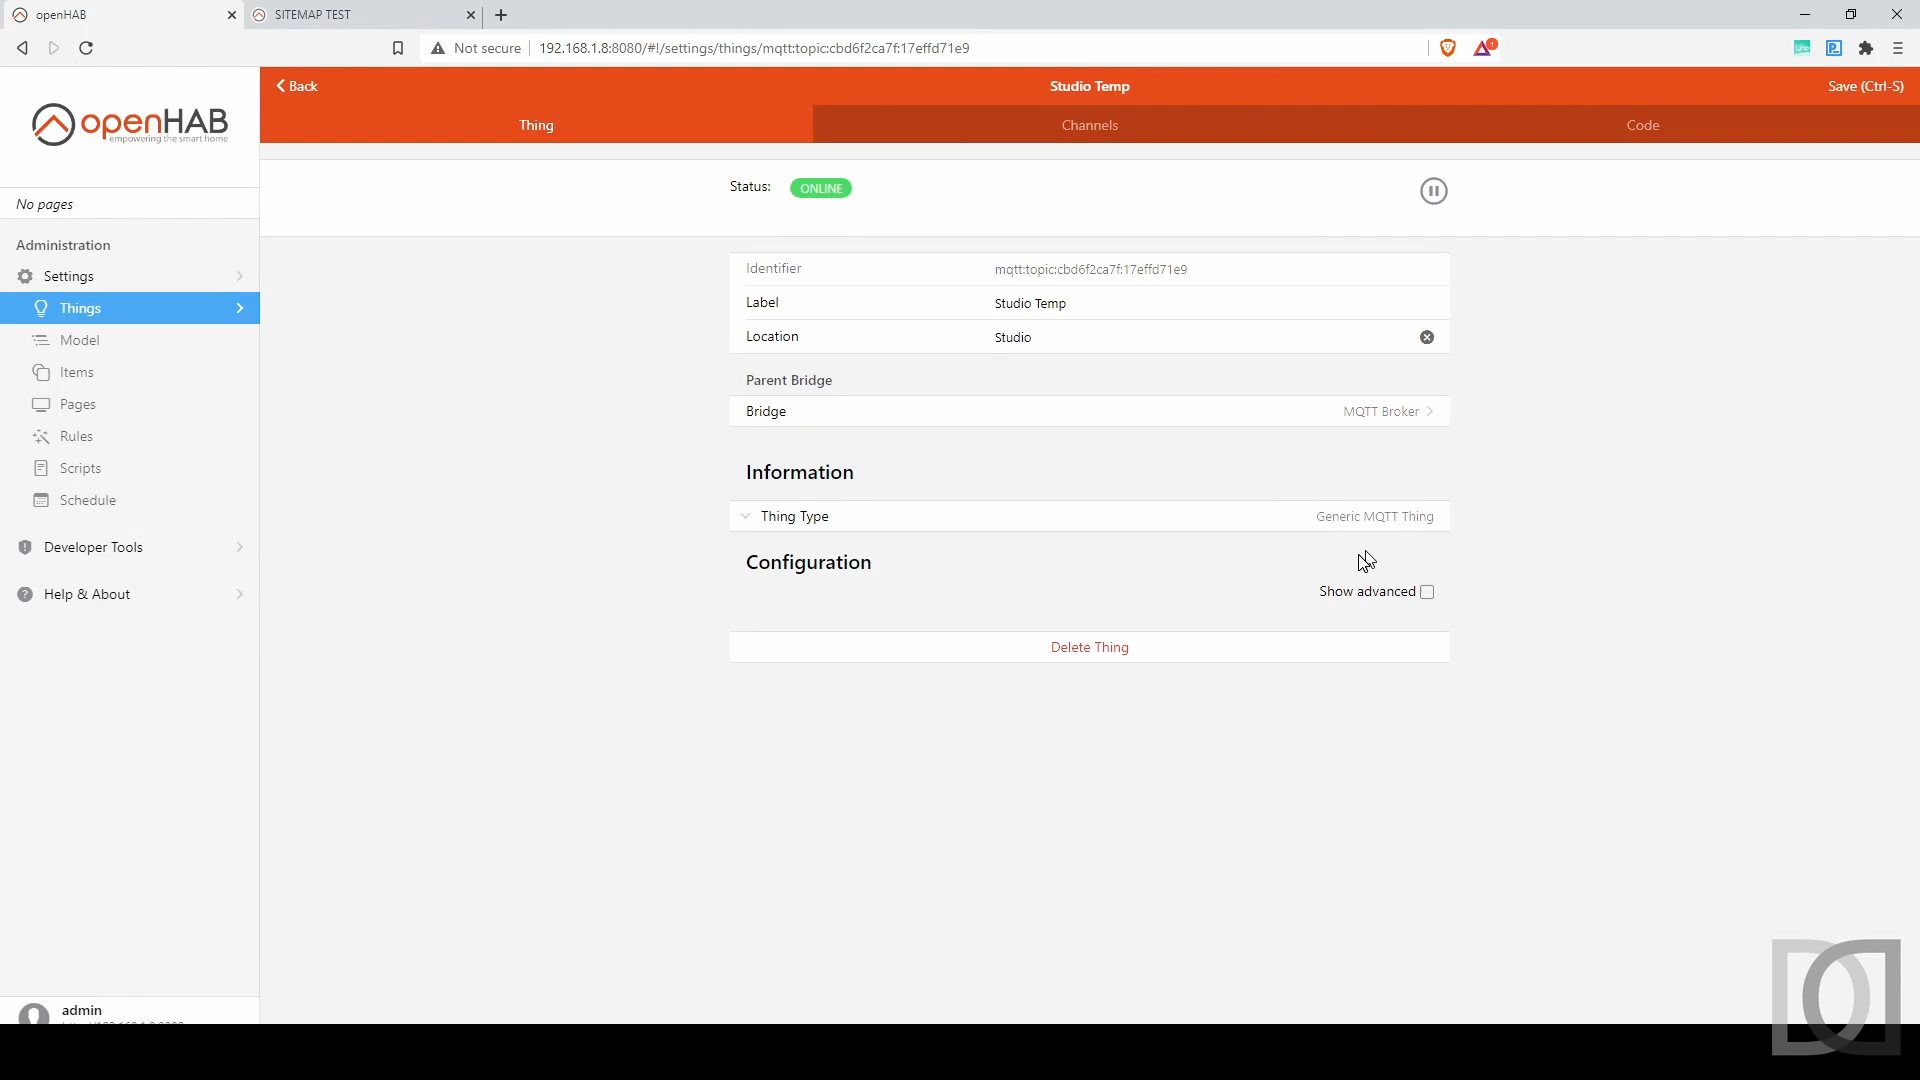 openHAB
SITEMAP TEST
Not secure
192.168.1.8:8080/#!/settings/things/mqtt:topic:cbd6f2ca7f:17effd71e9
1
openHAB
empowering the smart home
No pages
Administration
Settings
Things
Model
Items
Pages
Rules
Scripts
Schedule
Developer Tools
Help & About
admin
Back
Studio Temp
Save (Ctrl-S)
Thing
Channels
Code
Status:
ONLINE
Identifier
mqtt:topic:cbd6f2ca7f:17effd71e9
Label
Studio Temp
Location
Studio
Parent Bridge
Bridge
MQTT Broker
Information
Thing Type
Generic MQTT Thing
Configuration
Show advanced
Delete Thing